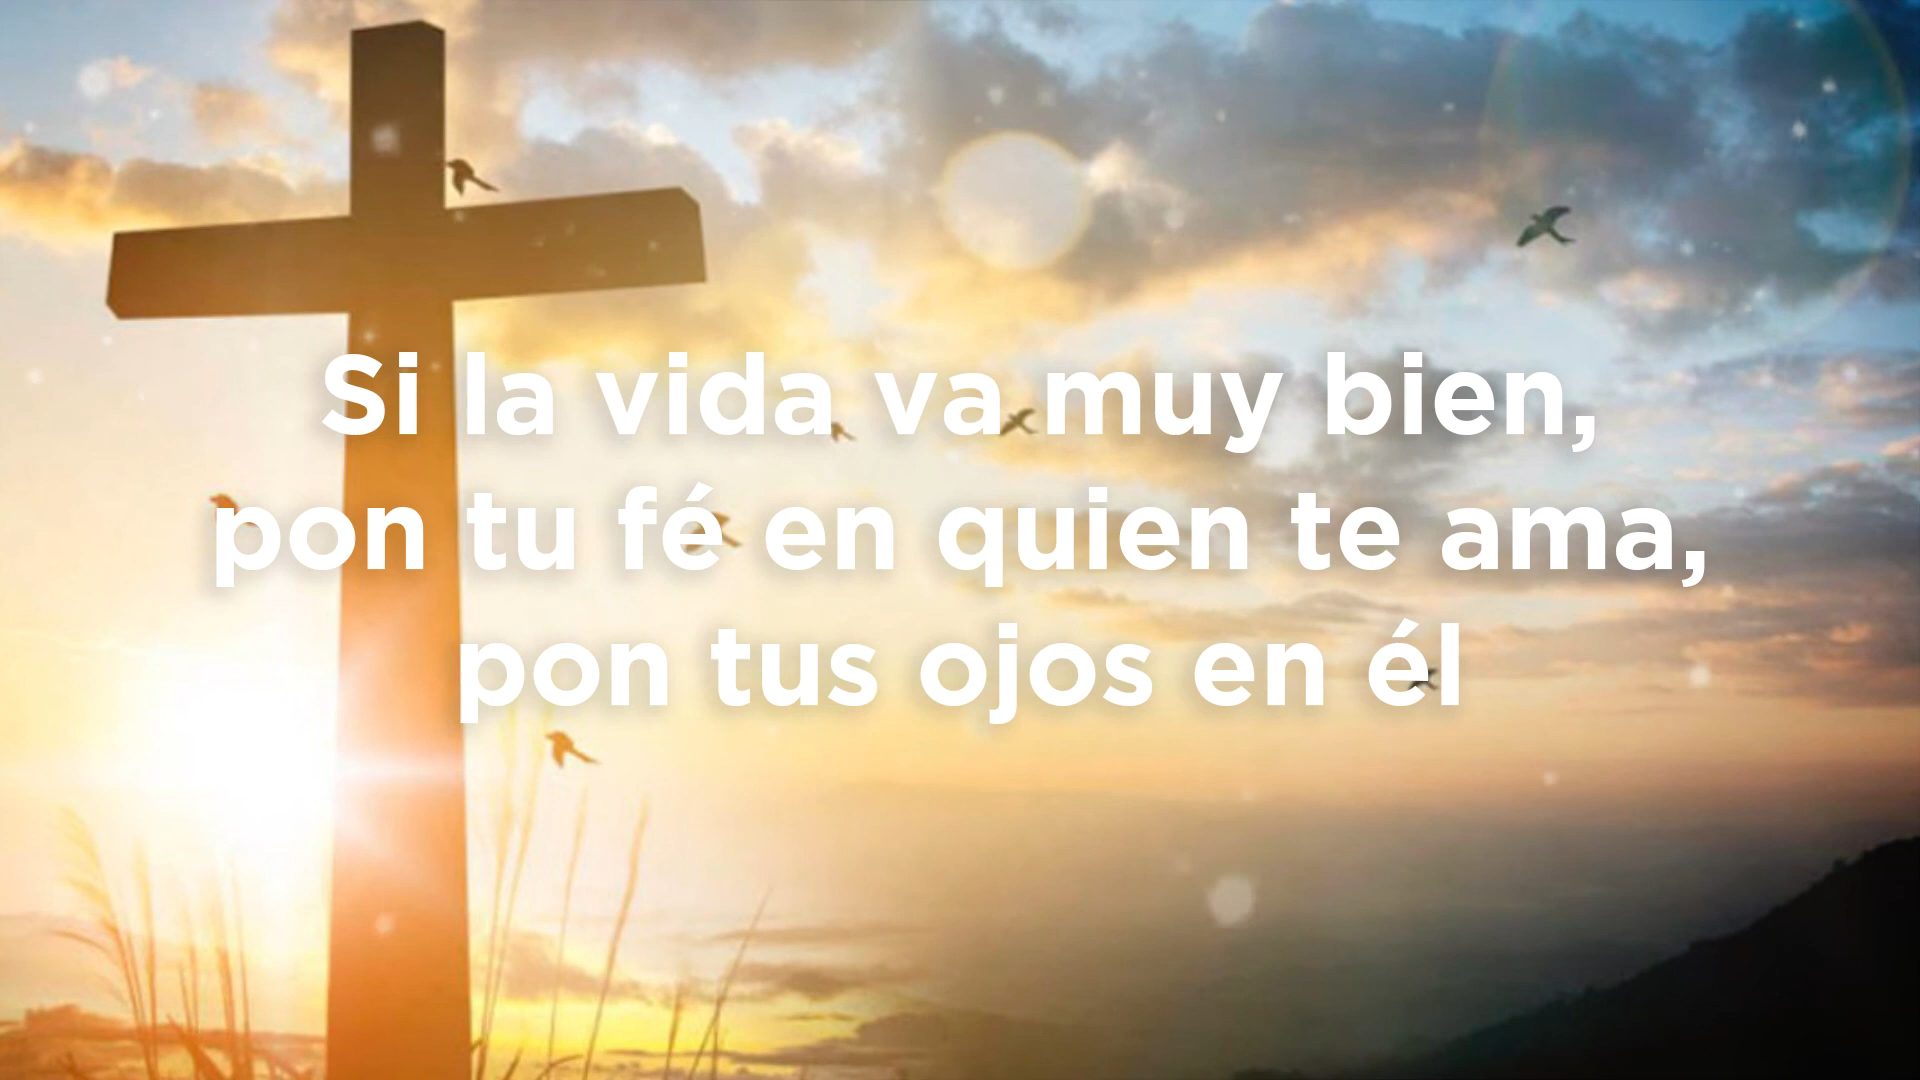 Si la vida va muy bien,
pon tu fé en quien te ama,
pon tus ojos en él